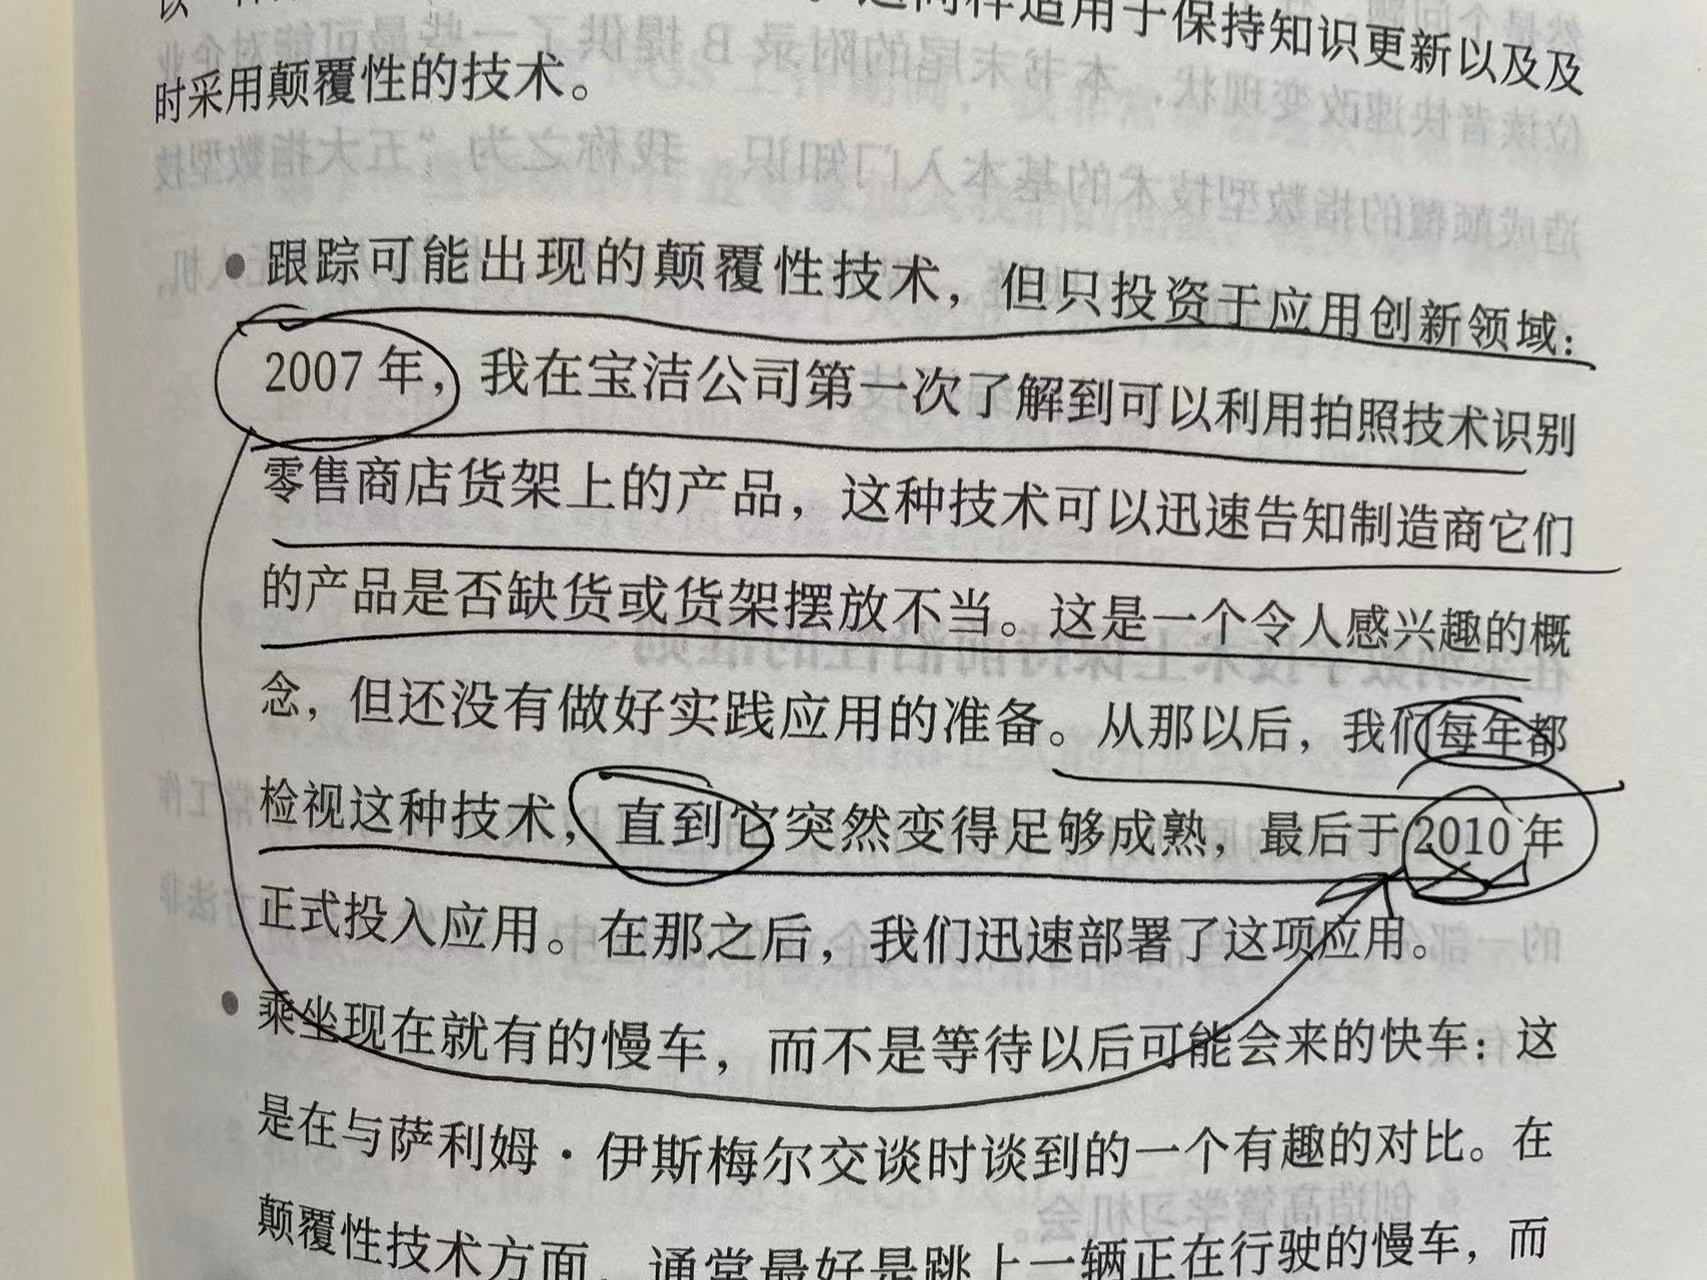 这同样适用于保持知识更新以及及
时采用颠覆性的技术。
跟踪可能出现的颠覆性技术，但只投资于应用创新领域：
2007年，我在宝洁公司第一次了解到可以利用拍照技术识别
零售商店货架上的产品，这种技术可以迅速告知制造商它们
的产品是否缺货或货架摆放不当。这是一个令人感兴趣的概
念，但还没有做好实践应用的准备。从那以后，我们每年都
检视这种技术，直到它突然变得足够成熟，最后于2010年
正式投入应用。在那之后，我们迅速部署了这项应用。
乘坐现在就有的慢车，而不是等待以后可能会来的快车：这
是在与萨利姆·伊斯梅尔交谈时谈到的一个有趣的对比。在
颠覆性技术方面，通常最好是跳上一辆正在行驶的慢车，而